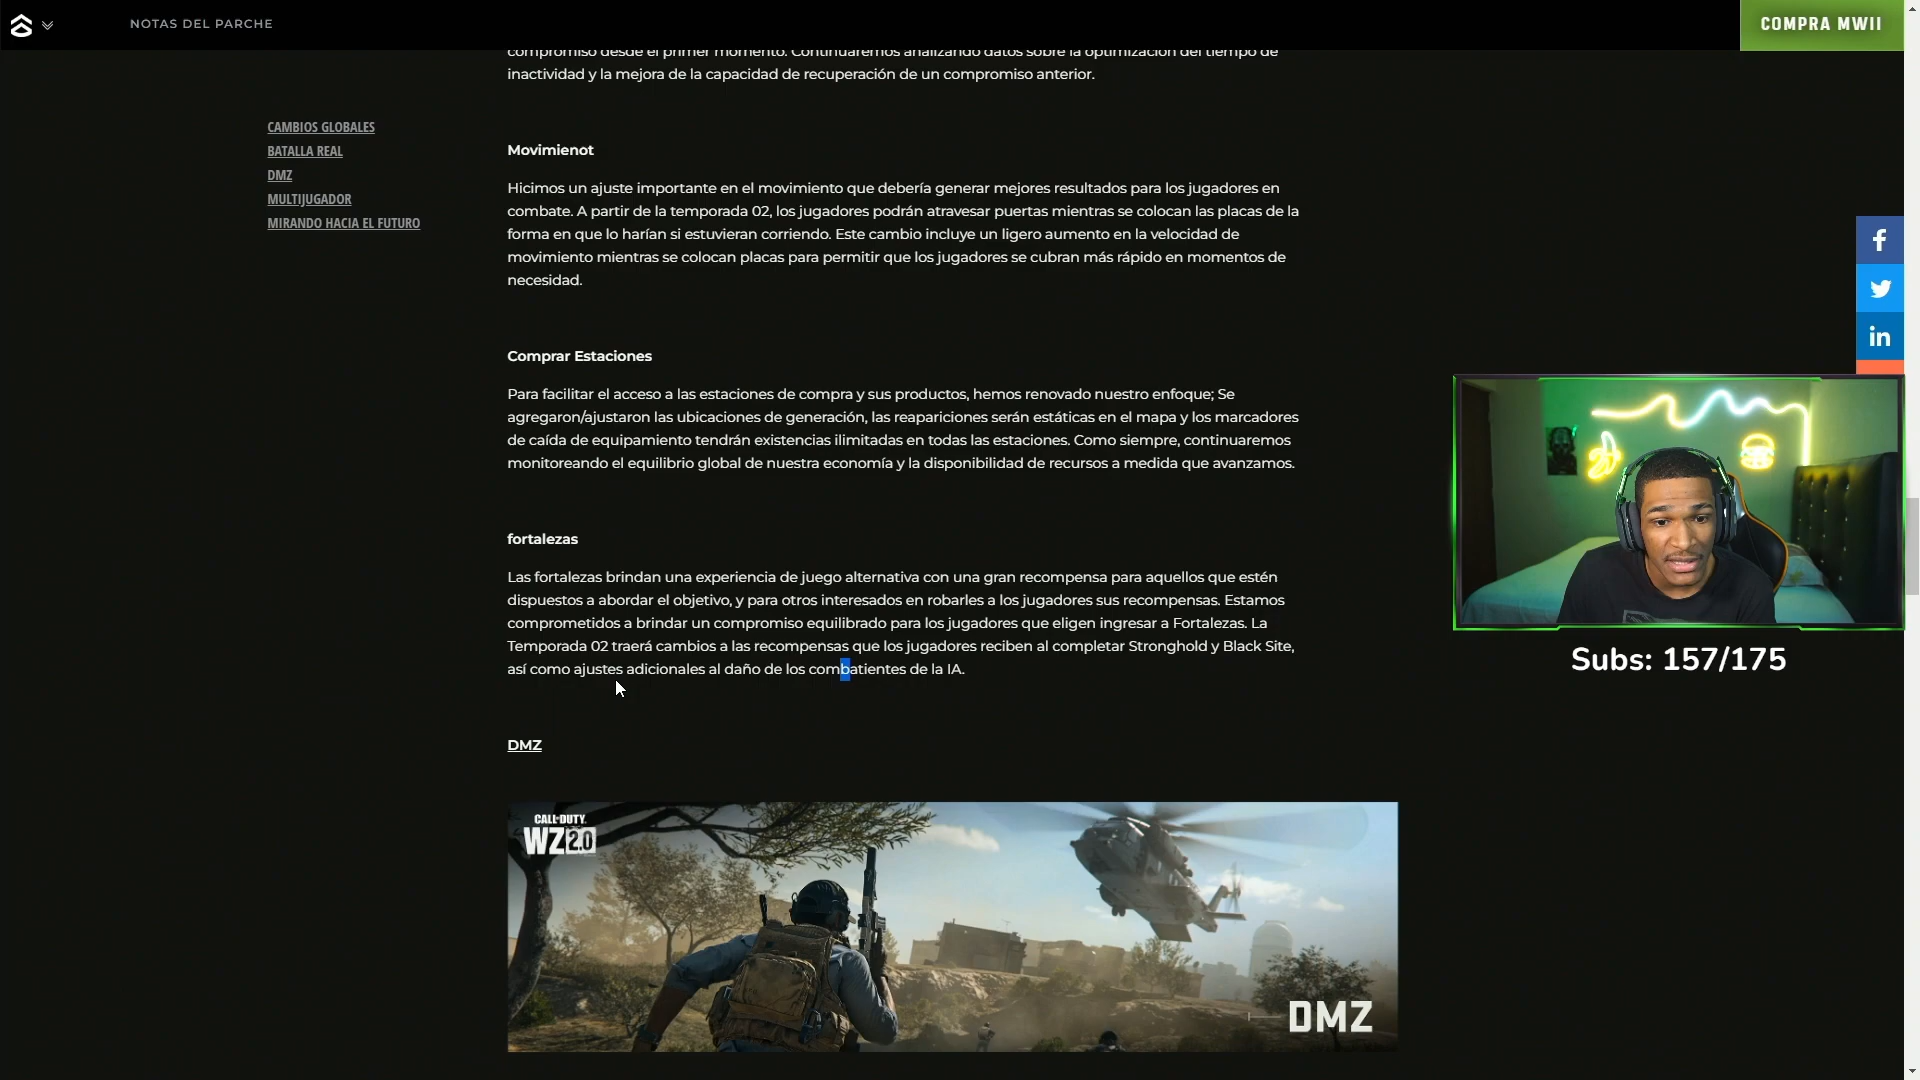 NOTAS DEL PARCHE
COMPRA MWII
compromiso desde el primer momento. Continuaremos analizando datos sobre la optimización del tiempo de
inactividad y la mejora de la capacidad de recuperación de un compromiso anterior.
CAMBIOS GLOBALES
BATALLA REAL
DMZ
MULTIJUGADOR
MIRANDO HACIA EL FUTURO
Movimienot
Hicimos un ajuste importante en el movimiento que debería generar mejores resultados para los jugadores en
combate. A partir de la temporada 02, los jugadores podrán atravesar puertas mientras se colocan las placas de la
forma en que lo harían si estuvieran corriendo. Este cambio incluye un ligero aumento en la velocidad de
movimiento mientras se colocan placas para permitir que los jugadores se cubran más rápido en momentos de
necesidad.
Comprar Estaciones
Para facilitar el acceso a las estaciones de compra y sus productos, hemos renovado nuestro enfoque; Se
agregaron/ajustaron las ubicaciones de generación, las reapariciones serán estáticas en el mapa y los marcadores
de caída de equipamiento tendrán existencias ilimitadas en todas las estaciones. Como siempre, continuaremos
monitoreando el equilibrio global de nuestra economía y la disponibilidad de recursos a medida que avanzamos.
fortalezas
Las fortalezas brindan una experiencia de juego alternativa con una gran recompensa para aquellos que estén
dispuestos a abordar el objetivo, y para otros interesados en robarles a los jugadores sus recompensas. Estamos
comprometidos a brindar un compromiso equilibrado para los jugadores que eligen ingresar a Fortalezas. La
Temporada 02 traerá cambios a las recompensas que los jugadores reciben al completar Stronghold y Black Site,
así como ajustes adicionales al daño de los combatientes de la IA.
Subs: 157/175
DMZ
CALL·DUTY.
WZ 2.0
DMZ